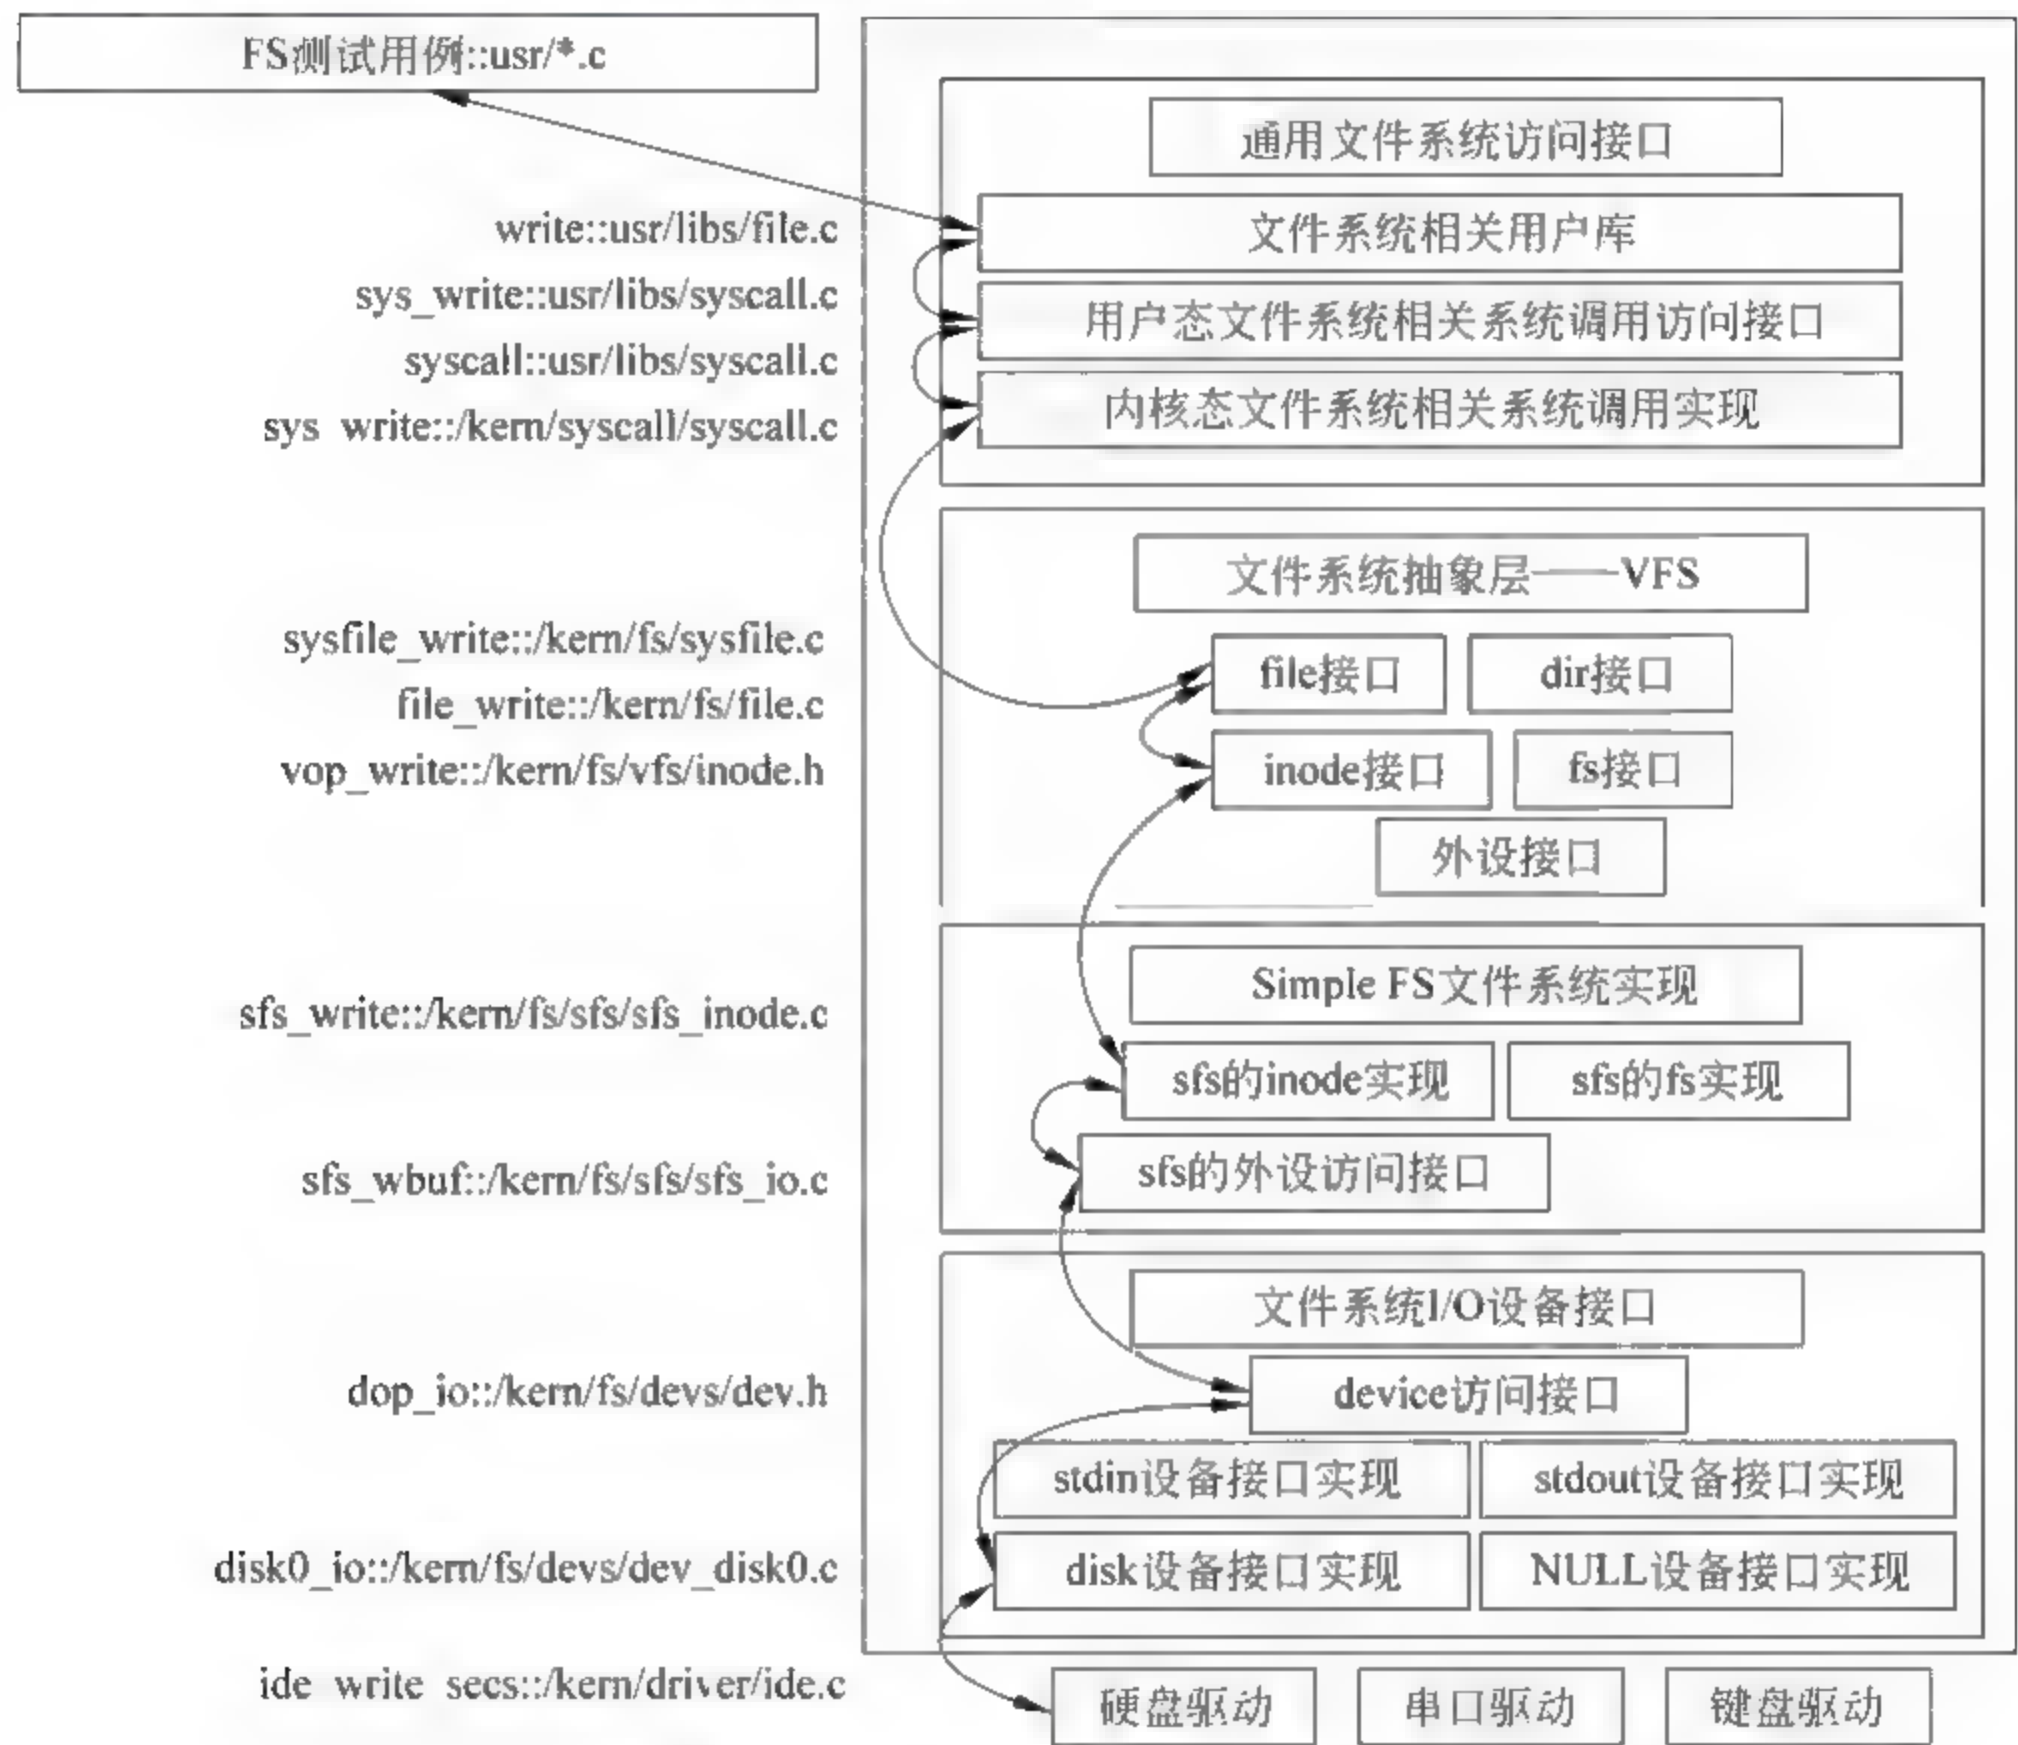 FS测试用例::usr/*.c
通用文件系统访问接口
write::usr/libs/file.c
文件系统相关用户库
sys_write::usr/libs/syscall.c
用户态文件系统相关系统调用访问接口
syscall::usr/libs/syscall.c
sys write::/kern/syscall/syscall.c
内核态文件系统相关系统调用实现
文件系统抽象层——VFS
sysfile_write::/kern/fs/sysfile.c
file接口
dir接口
file_write::/kern/fs/file.c
vop_write::/kern/fs/vfs/inode.h
inode接口
fs接口
外设接口
Simple FS文件系统实现
sfs_write::/kern/fs/sfs/sfs_inode.c
sfs的inode实现
sfs的fs实现
sfs_wbuf::/kern/fs/sfs/sfs_io.c
sfs的外设访问接口
文件系统I/O设备接口
dop_io::/kern/fs/devs/dev.h
device访问接口
stdin设备接口实现
stdout设备接口实现
disk0_io::/kern/fs/devs/dev_disk0.c
disk设备接口实现
NULL设备接口实现
ide write secs::/kern/driver/ide.c
硬盘驱动
串口驱动
键盘驱动